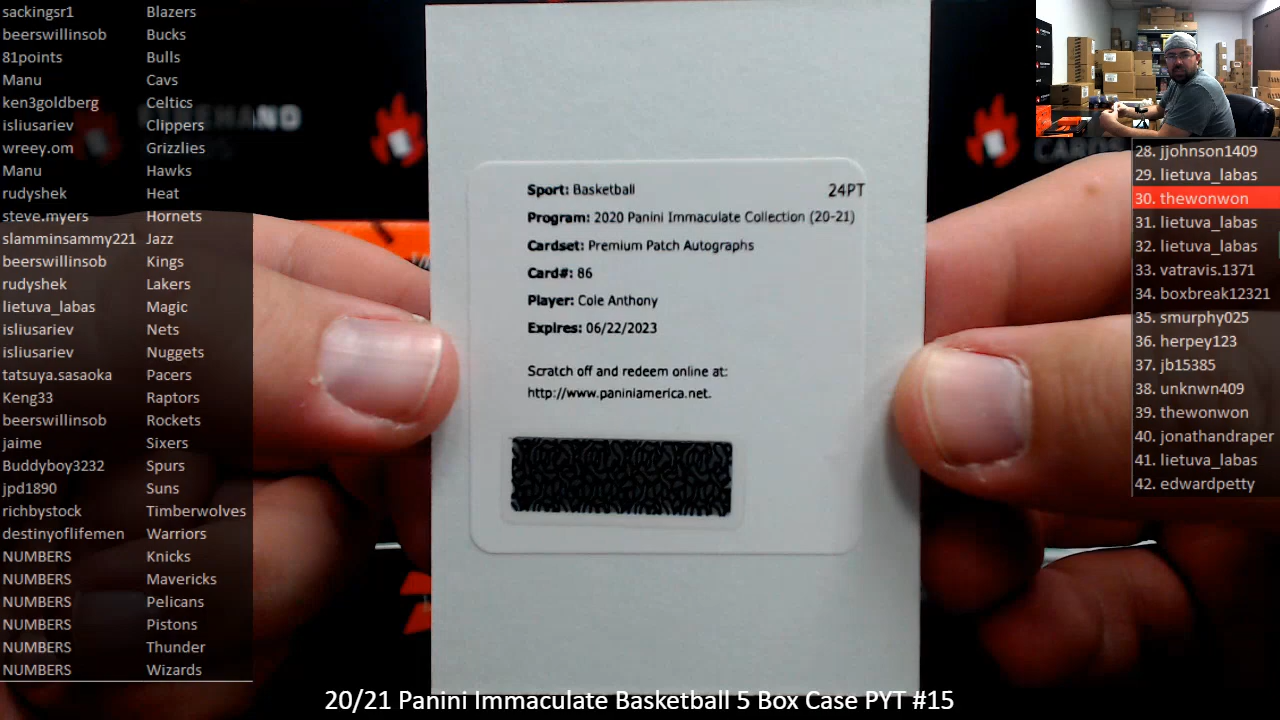 sackingsr1 Blazers
beerswillinsob Bucks
81points Bulls
Manu Cavs
ken3goldberg Celtics
isliusariev Clippers
wreey.om Grizzlies
Manu Hawks
rudyshek Heat
steve.myers Hornets
slamminsammy221 Jazz
beerswillinsob Kings
rudyshek Lakers
lietuva_labas Magic
isliusariev Nets
isliusariev Nuggets
tatsuya.sasaoka Pacers
Keng33 Raptors
beerswillinsob Rockets
jaime Sixers
Buddyboy3232 Spurs
jpd1890 Suns
richbystock Timberwolves
destinyoflifemen Warriors
NUMBERS Knicks
NUMBERS Mavericks
NUMBERS Pelicans
NUMBERS Pistons
NUMBERS Thunder
NUMBERS Wizards
Sport: Basketball 24PT
Program: 2020 Panini Immaculate Collection (20-21)
Cardset: Premium Patch Autographs
Card#: 86
Player: Cole Anthony
Expires: 06/22/2023
Scratch off and redeem online at:
http://www.paniniamerica.net.
28. jjohnson1409
29. lietuva_labas
30. thewonwon
31. lietuva_labas
32. lietuva_labas
33. vatravis.1371
34. boxbreak12321
35. smurphy025
36. herpey123
37. jb15385
38. unknwn409
39. thewonwon
40. jonathandraper
41. lietuva_labas
42. edwardpetty
20/21 Panini Immaculate Basketball 5 Box Case PYT #15